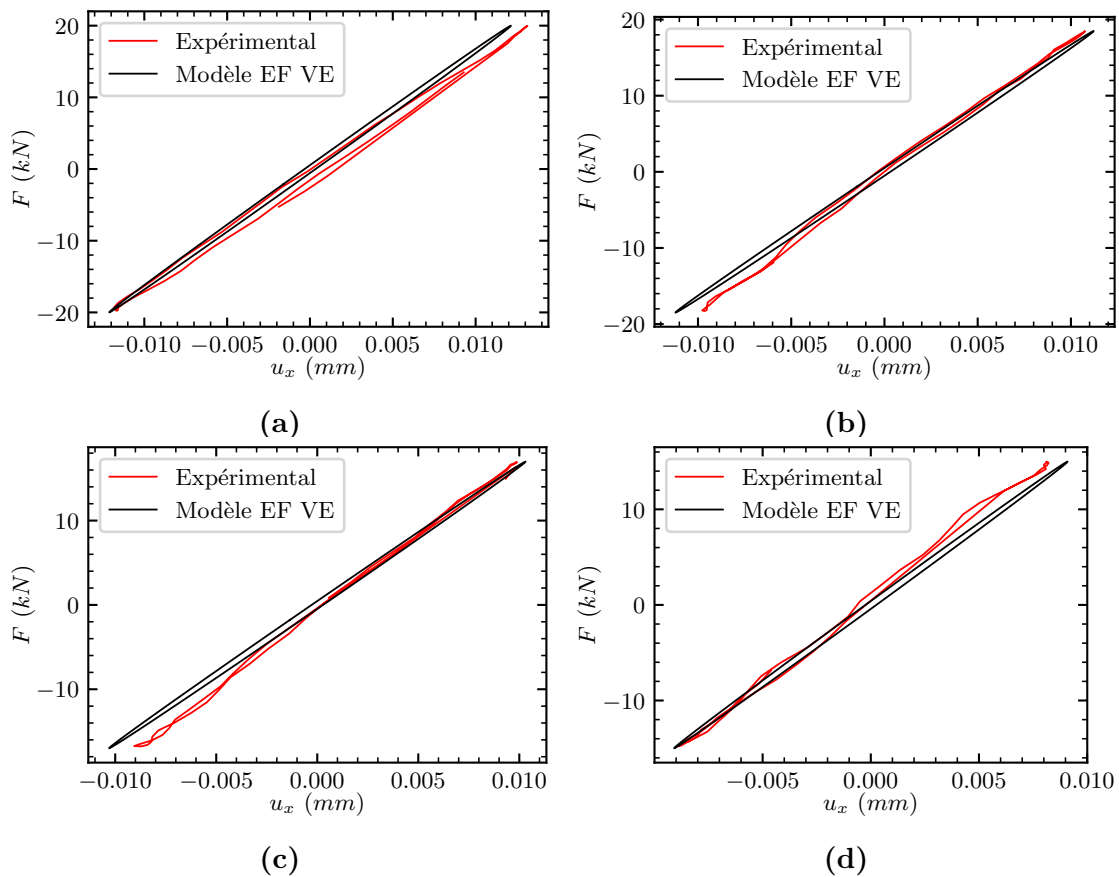 20
10
0
−10
−20
F (kN)
Expérimental
Modèle EF VE
−0.010
−0.005
0.000
0.005
0.010
u_x (mm)
(a)
20
10
0
−10
−20
F (kN)
Expérimental
Modèle EF VE
−0.010
−0.005
0.000
0.005
0.010
u_x (mm)
(b)
10
0
−10
F (kN)
Expérimental
Modèle EF VE
−0.010
−0.005
0.000
0.005
0.010
u_x (mm)
(c)
10
0
−10
F (kN)
Expérimental
Modèle EF VE
−0.005
0.000
0.005
0.010
u_x (mm)
(d)